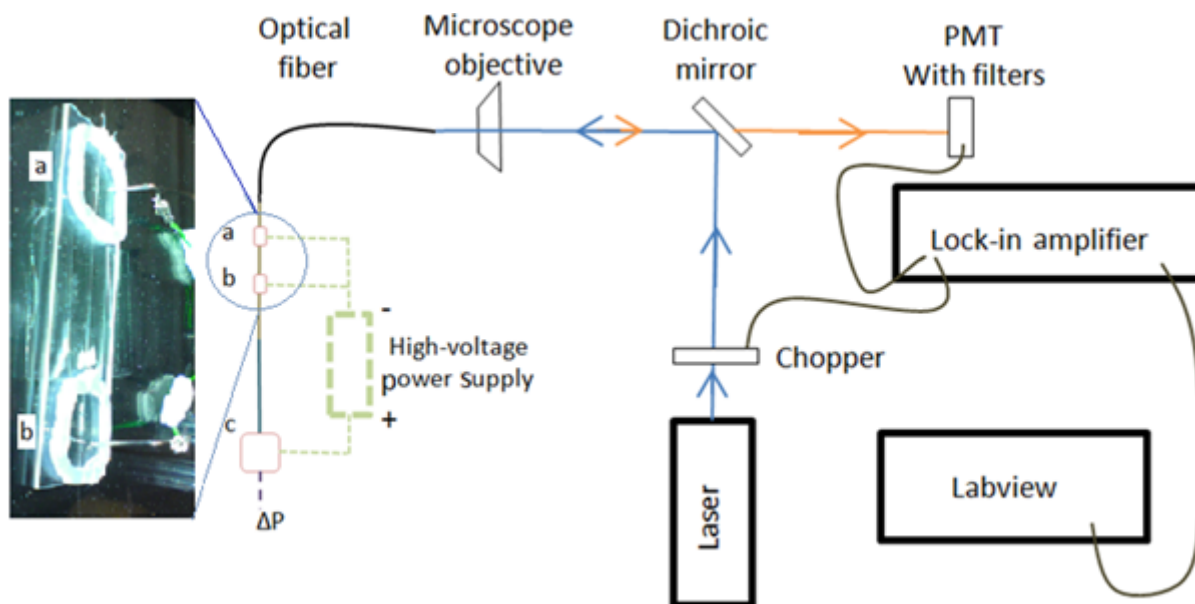 Optical
fiber
Microscope
objective
Dichroic
mirror
PMT
With filters
a
b
a
b
c
-
High-voltage
power supply
+
ΔP
Lock-in amplifier
Chopper
Laser
Labview